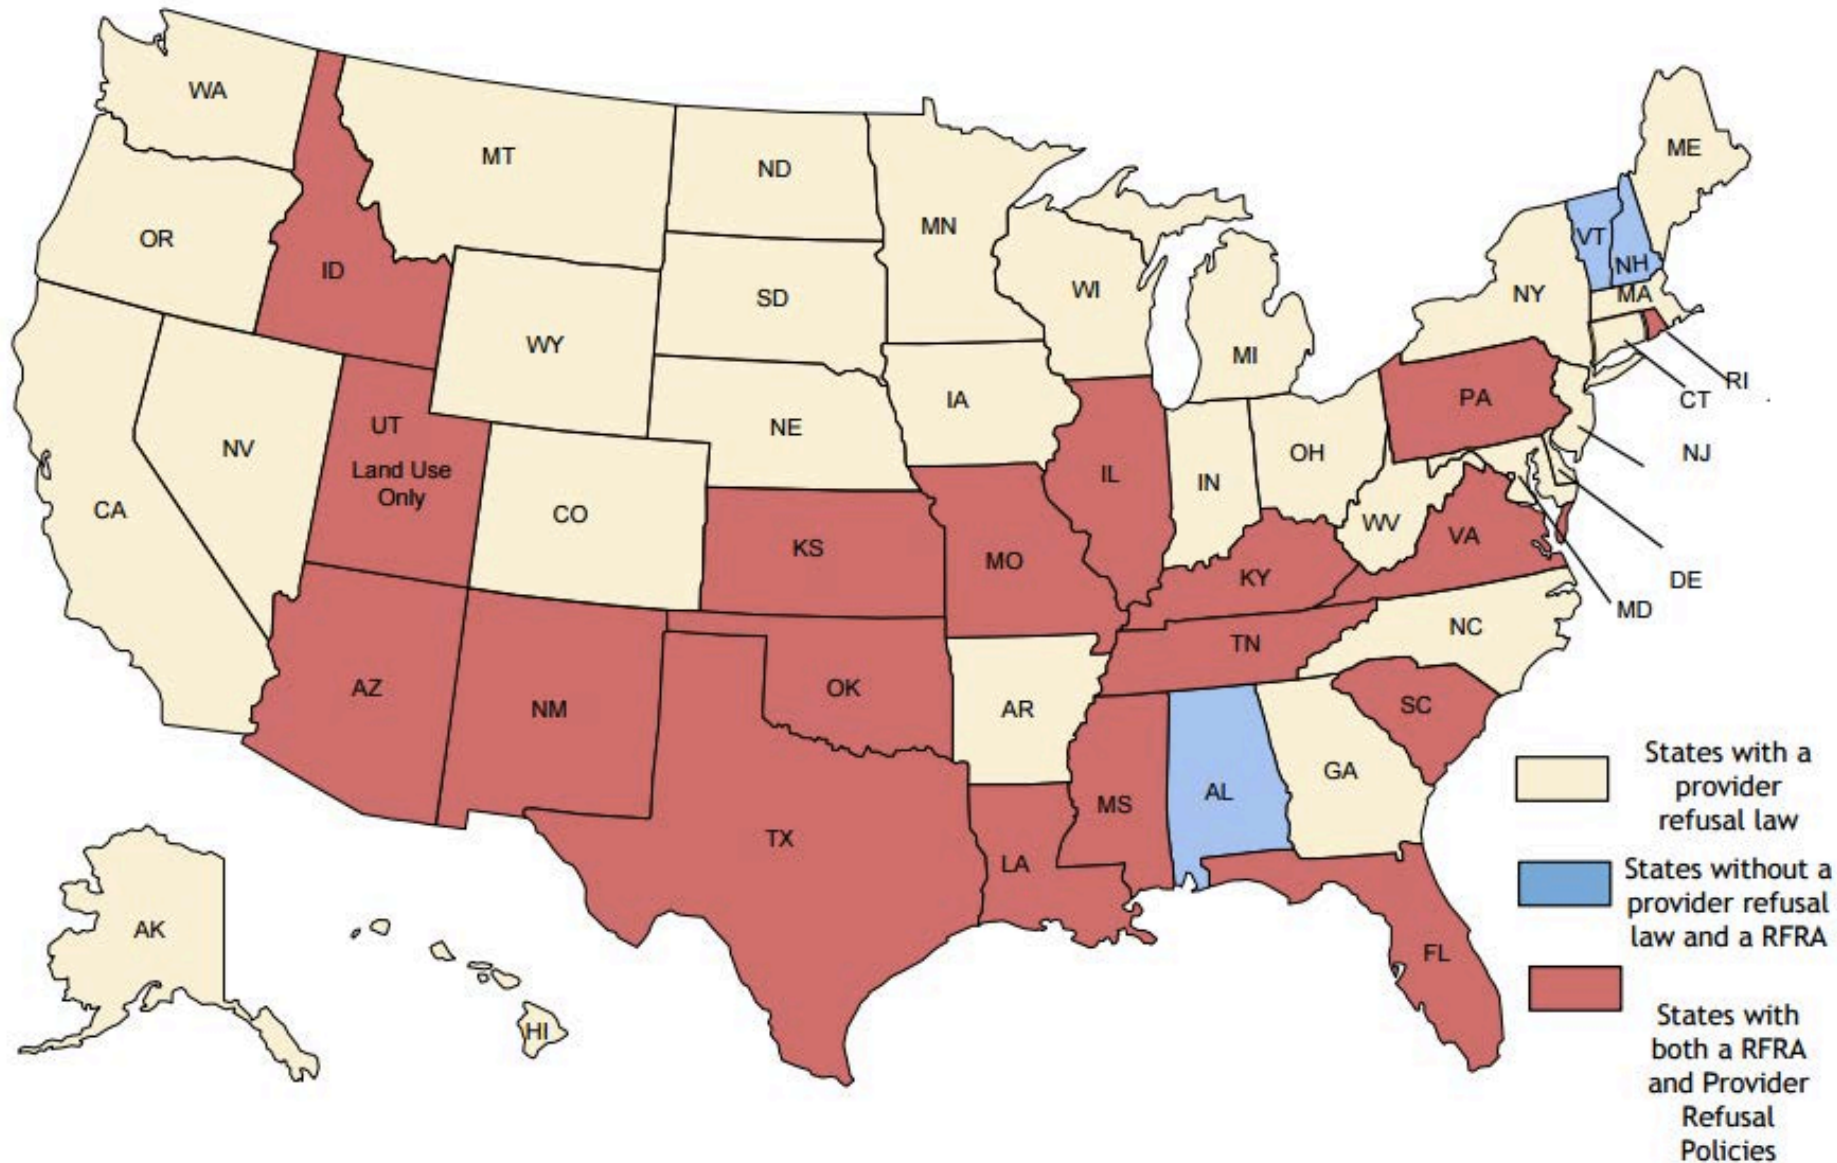 WA
MT
ND
MN
ME
OR
ID
SD
WI
VT
NH
NY
MA
WY
MI
RI
CT
IA
PA
NV
UT
Land Use
Only
NE
NJ
OH
IL
IN
CA
CO
WV
VA
KS
MO
KY
DE
MD
NC
TN
AZ
NM
OK
AR
SC
GA
MS
AL
TX
LA
FL
AK
HI
States with a
provider
refusal law
States without a
provider refusal
law and a RFRA
States with
both a RFRA
and Provider
Refusal
Policies